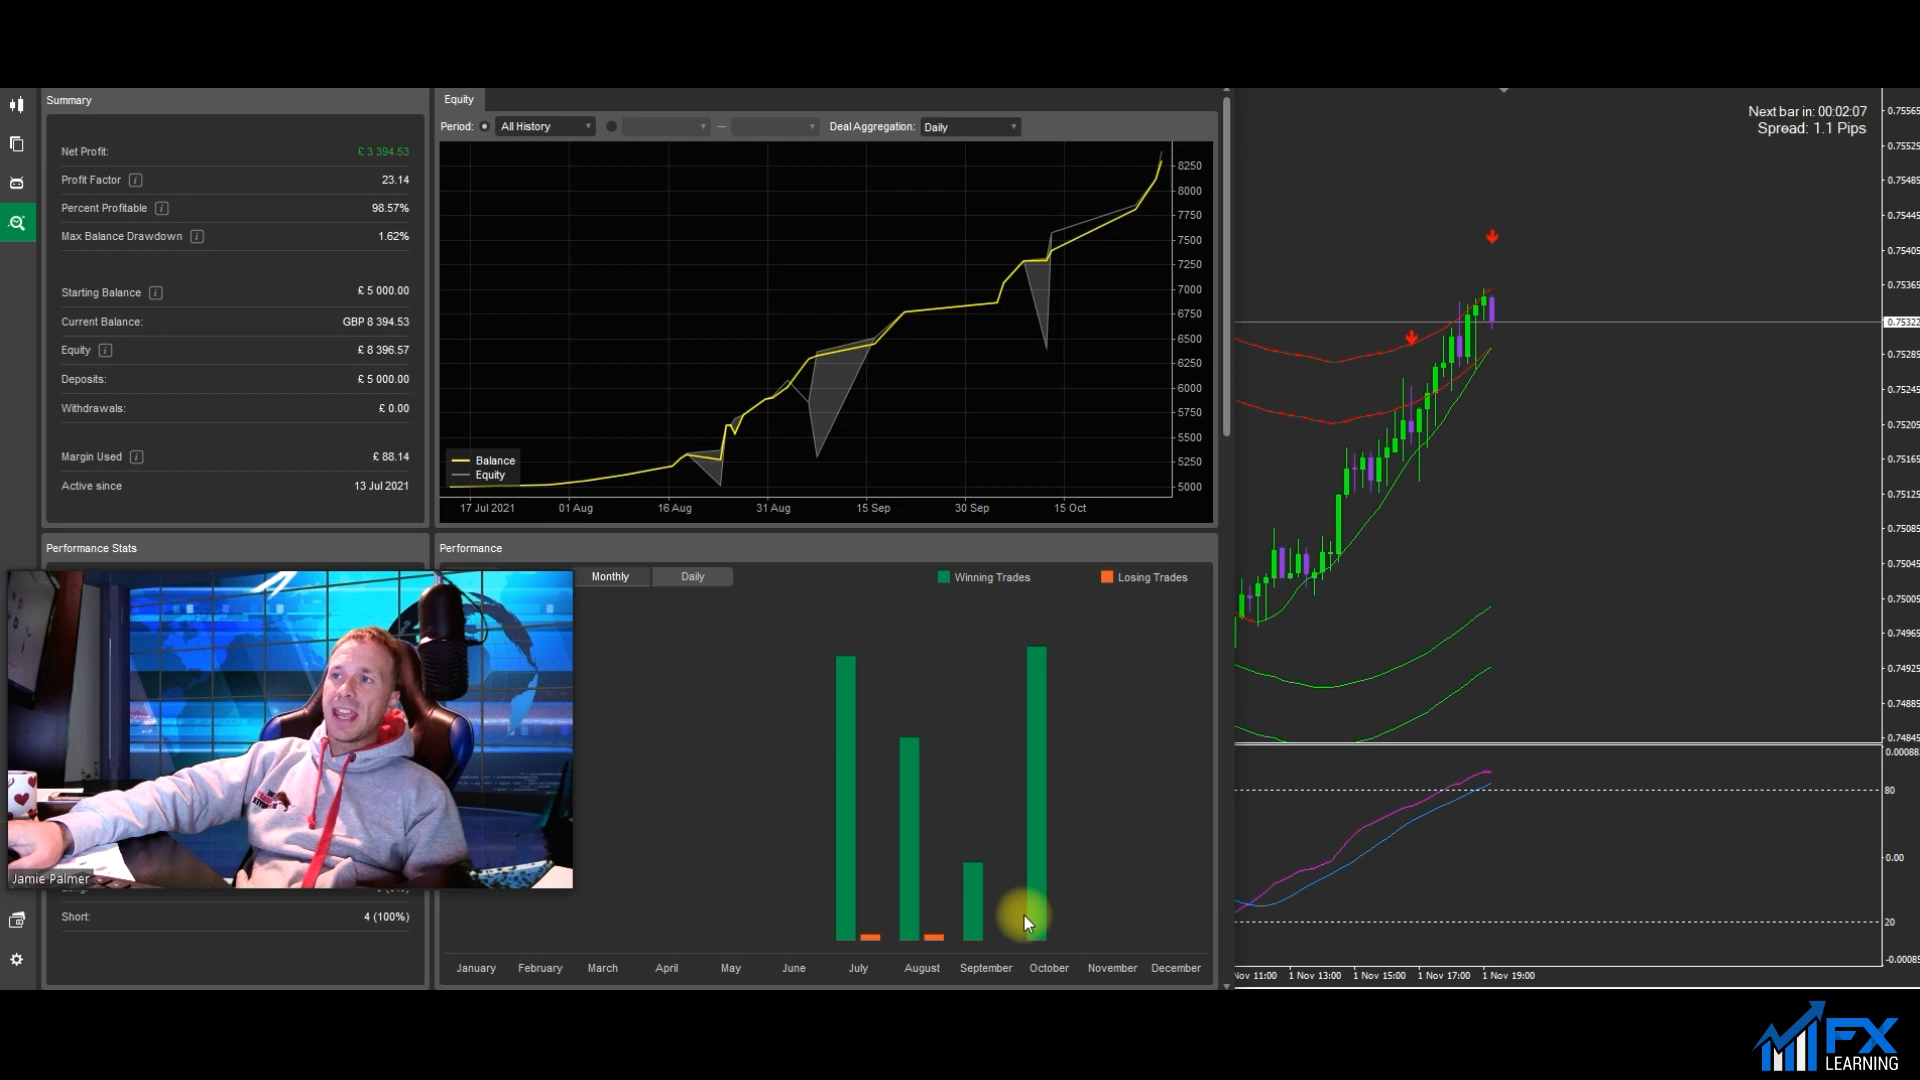 Summary
Net Profit: £ 3 394.53
Profit Factor 23.14
Percent Profitable 98.57%
Max Balance Drawdown 1.62%
Starting Balance £ 5 000.00
Current Balance: GBP 8 394.53
Equity £ 8 396.57
Deposits: £ 5 000.00
Withdrawals: £ 0.00
Margin Used £ 88.14
Active since 13 Jul 2021
Equity
Period: All History — Deal Aggregation: Daily
8250
8000
7750
7500
7250
7000
6750
6500
6250
6000
5750
5500
5250
5000
Balance
Equity
17 Jul 2021 01 Aug 16 Aug 31 Aug 15 Sep 30 Sep 15 Oct
Performance Stats
Jamie Palmer
Short: 4 (100%)
Performance
Monthly Daily
Winning Trades Losing Trades
January February March April May June July August September October November December
Next bar in: 00:02:07
Spread: 1.1 Pips
0.75565
0.75525
0.75485
0.75445
0.75405
0.75365
0.75322
0.75285
0.75245
0.75205
0.75165
0.75125
0.75085
0.75045
0.75005
0.74965
0.74925
0.74885
0.74845
0.00088
80
0.00
20
-0.00085
Nov 11:00 1 Nov 13:00 1 Nov 15:00 1 Nov 17:00 1 Nov 19:00
FX
LEARNING